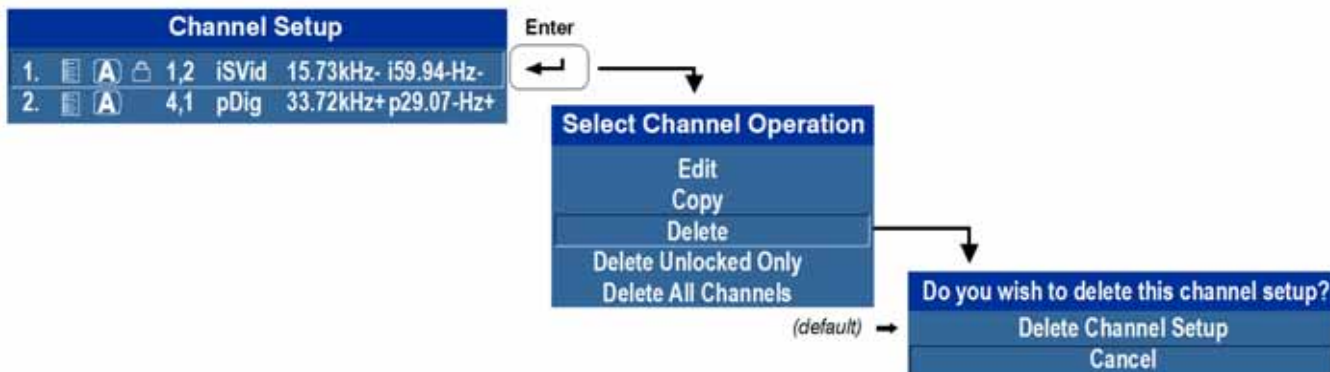 Channel Setup
1. A 1,2 iSVid 15.73kHz- i59.94-Hz-
2. A 4,1 pDig 33.72kHz+ p29.07-Hz+
Enter
Select Channel Operation
Edit
Copy
Delete
Delete Unlocked Only
Delete All Channels
Do you wish to delete this channel setup?
(default)
Delete Channel Setup
Cancel